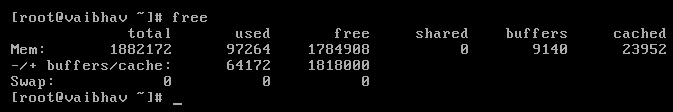 [root@vaibhav ~]# free
             total       used       free     shared    buffers     cached
Mem:       1882172      97264    1784908          0       9140      23952
-/+ buffers/cache:      64172    1818000
Swap:            0          0          0
[root@vaibhav ~]# _